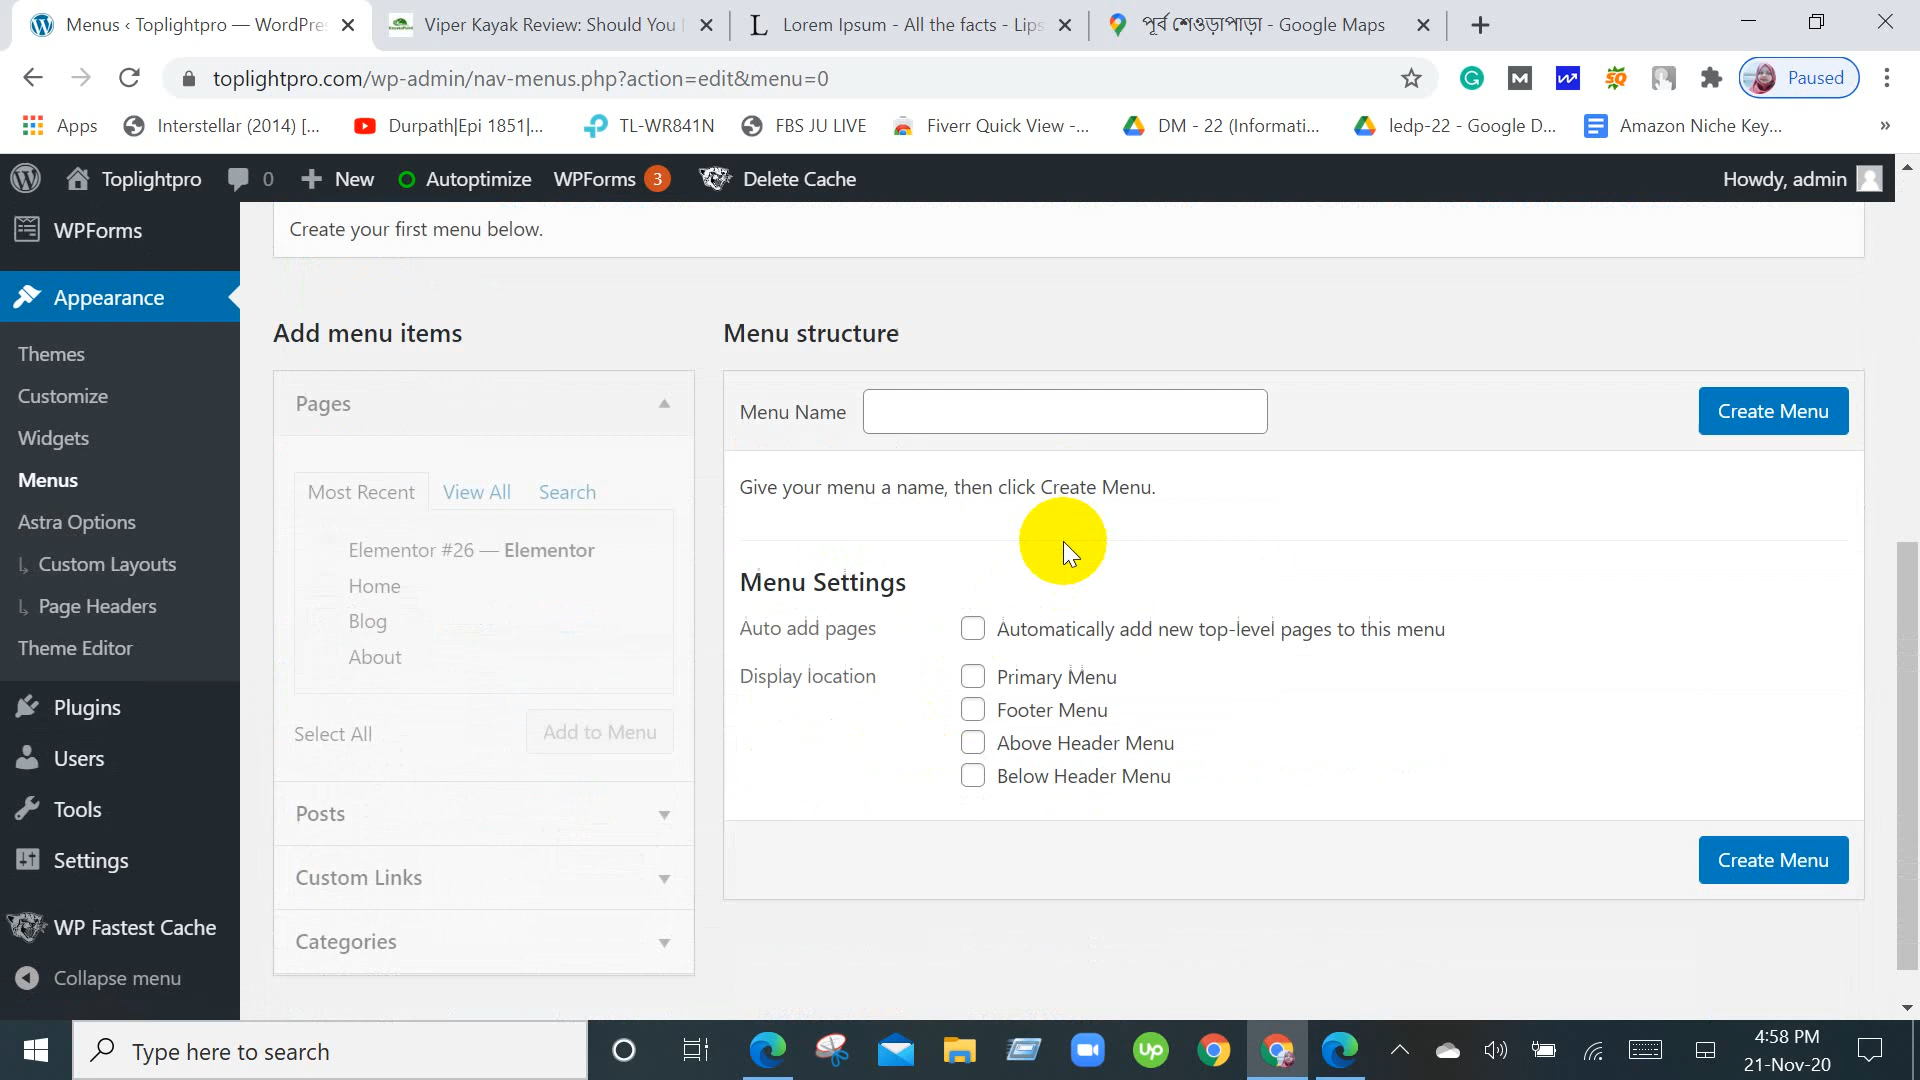 Menus ‹ Toplightpro — WordPres
Viper Kayak Review: Should You
Lorem Ipsum - All the facts - Lips
পূর্ব শেওড়াপাড়া - Google Maps
toplightpro.com/wp-admin/nav-menus.php?action=edit&menu=0
Paused
Apps
Interstellar (2014) [...
Durpath|Epi 1851|...
TL-WR841N
FBS JU LIVE
Fiverr Quick View -...
DM - 22 (Informati...
ledp-22 - Google D...
Amazon Niche Key...
»
Toplightpro
0
New
Autoptimize
WPForms 3
Delete Cache
Howdy, admin
WPForms
Appearance
Themes
Customize
Widgets
Menus
Astra Options
Custom Layouts
Page Headers
Theme Editor
Plugins
Users
Tools
Settings
WP Fastest Cache
Collapse menu
Create your first menu below.
Add menu items
Pages
Most Recent
View All
Search
Elementor #26 — Elementor
Home
Blog
About
Select All
Add to Menu
Posts
Custom Links
Categories
Menu structure
Menu Name
Create Menu
Give your menu a name, then click Create Menu.
Menu Settings
Auto add pages
Automatically add new top-level pages to this menu
Display location
Primary Menu
Footer Menu
Above Header Menu
Below Header Menu
Create Menu
Type here to search
Up
4:58 PM
21-Nov-20